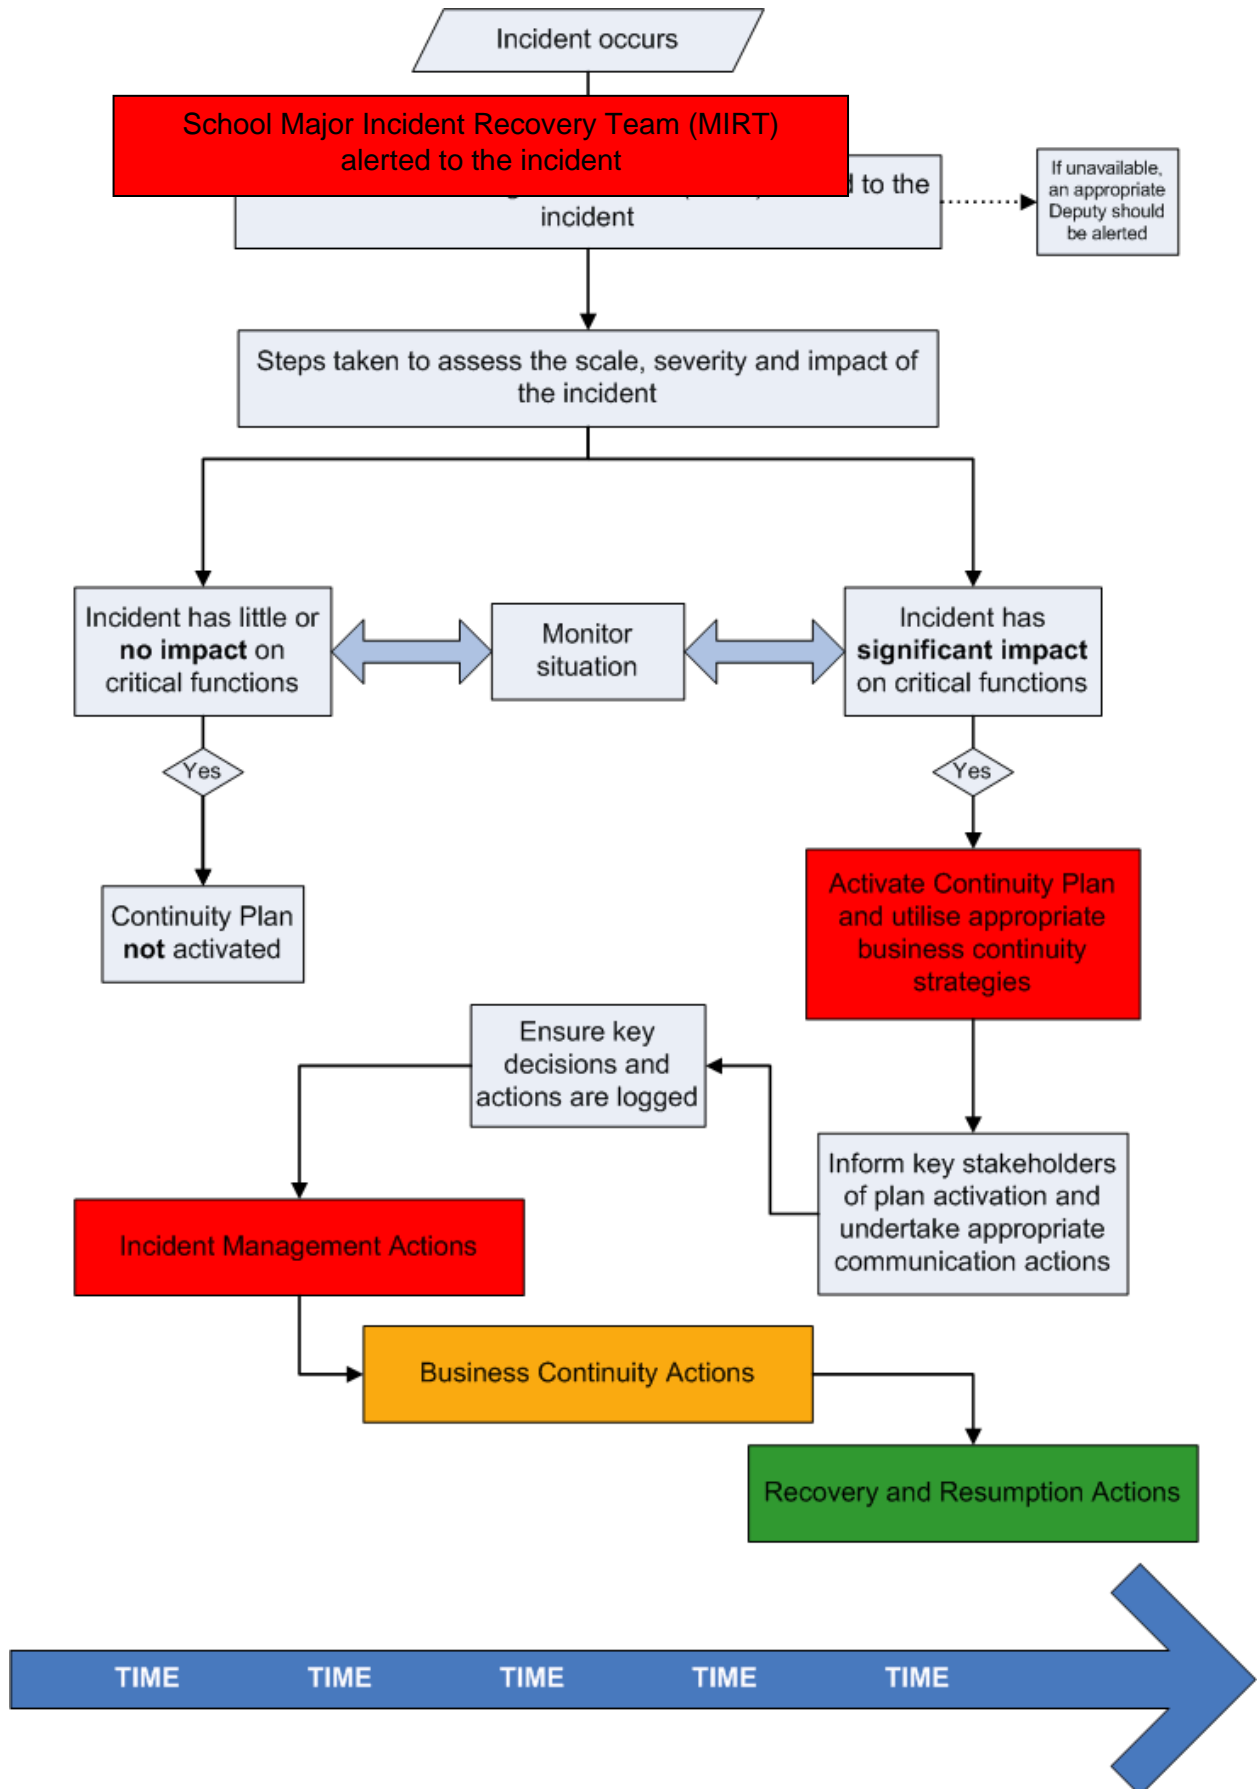 Incident occurs
School Major Incident Recovery Team (MIRT)
alerted to the incident
to the
incident
If unavailable,
an appropriate
Deputy should
be alerted
Steps taken to assess the scale, severity and impact of
the incident
Incident has little or
no impact on
critical functions
Monitor
situation
Incident has
significant impact
on critical functions
Yes
Yes
Continuity Plan
not activated
Activate Continuity Plan
and utilise appropriate
business continuity
strategies
Ensure key
decisions and
actions are logged
Inform key stakeholders
of plan activation and
undertake appropriate
communication actions
Incident Management Actions
Business Continuity Actions
Recovery and Resumption Actions
TIME TIME TIME TIME TIME